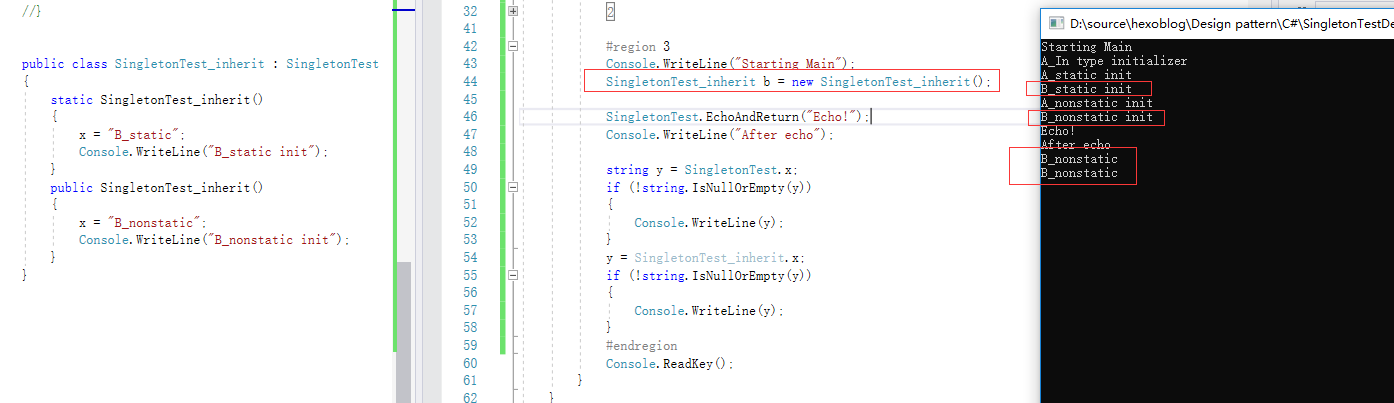 //}
public class SingletonTest_inherit : SingletonTest
{
static SingletonTest_inherit()
{
x = "B_static";
Console.WriteLine("B_static init");
}
public SingletonTest_inherit()
{
x = "B_nonstatic";
Console.WriteLine("B_nonstatic init");
}
}
32 2
41
42 #region 3
43 Console.WriteLine("Starting Main");
44 SingletonTest_inherit b = new SingletonTest_inherit();
45
46 SingletonTest.EchoAndReturn("Echo!");
47 Console.WriteLine("After echo");
48
49 string y = SingletonTest.x;
50 if (!string.IsNullOrEmpty(y))
51 {
52 Console.WriteLine(y);
53 }
54 y = SingletonTest_inherit.x;
55 if (!string.IsNullOrEmpty(y))
56 {
57 Console.WriteLine(y);
58 }
59 #endregion
60 Console.ReadKey();
61 }
62 }
D:\source\hexoblog\Design pattern\C#\SingletonTestDe
Starting Main
A_In type initializer
A_static init
B_static init
A_nonstatic init
B_nonstatic init
Echo!
After echo
B_nonstatic
B_nonstatic